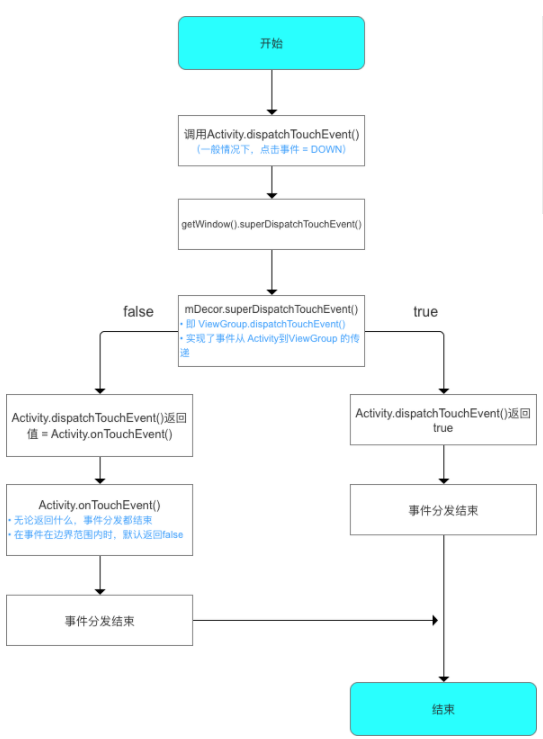 开始
调用Activity.dispatchTouchEvent()
（一般情况下，点击事件 = DOWN）
getWindow().superDispatchTouchEvent()
mDecor.superDispatchTouchEvent()
• 即 ViewGroup.dispatchTouchEvent()
• 实现了事件从 Activity到ViewGroup 的传
递
false
true
Activity.dispatchTouchEvent()返回
值 = Activity.onTouchEvent()
Activity.dispatchTouchEvent()返回
true
Activity.onTouchEvent()
• 无论返回什么，事件分发都结束
• 在事件在边界范围内时，默认返回false
事件分发结束
事件分发结束
结束